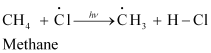 CH₄ + Ċl —hν→ ĊH₃ + H – Cl
Methane